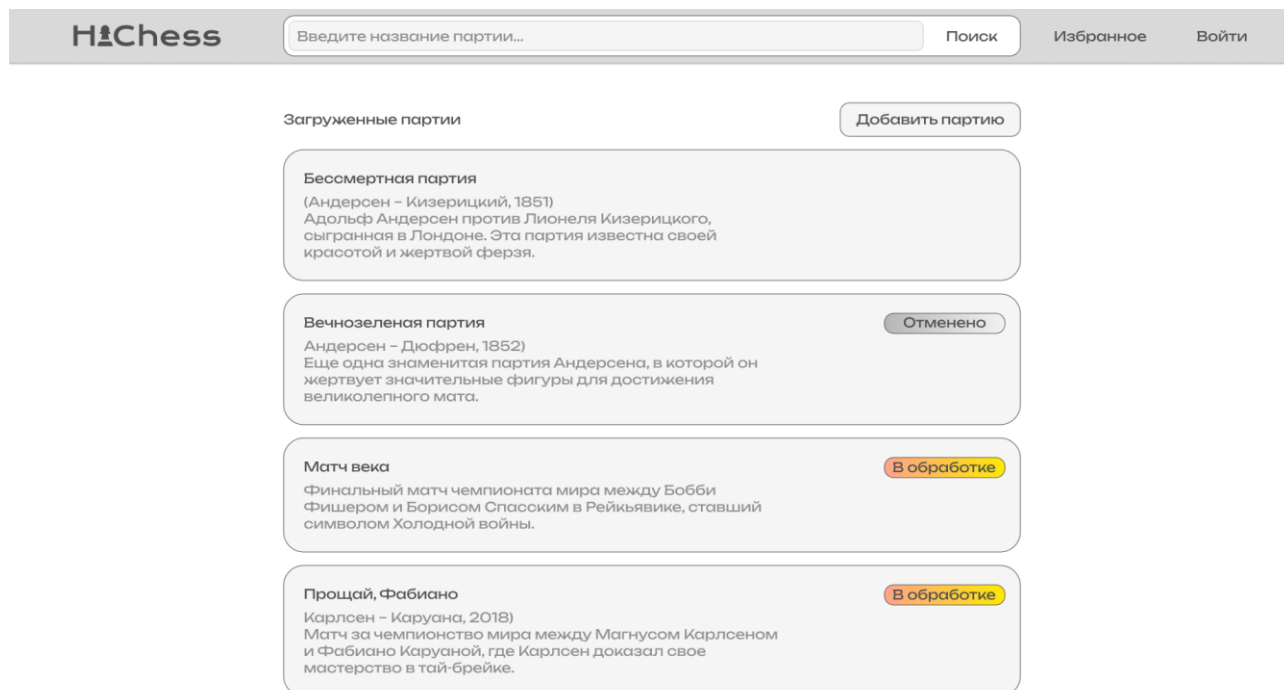 HiChess
Введите название партии...
Поиск
Избранное
Войти
Загруженные партии
Добавить партию
Бессмертная партия
(Андерсен – Кизерицкий, 1851)
Адольф Андерсен против Лионеля Кизерицкого,
сыгранная в Лондоне. Эта партия известна своей
красотой и жертвой ферзя.
Вечнозеленая партия
Отменено
Андерсен – Дюфрен, 1852)
Еще одна знаменитая партия Андерсена, в которой он
жертвует значительные фигуры для достижения
великолепного мата.
Матч века
В обработке
Финальный матч чемпионата мира между Бобби
Фишером и Борисом Спасским в Рейкьявике, ставший
символом Холодной войны.
Прощай, Фабиано
В обработке
Карлсен – Каруана, 2018)
Матч за чемпионство мира между Магнусом Карлсеном
и Фабиано Каруаной, где Карлсен доказал свое
мастерство в тай-брейке.